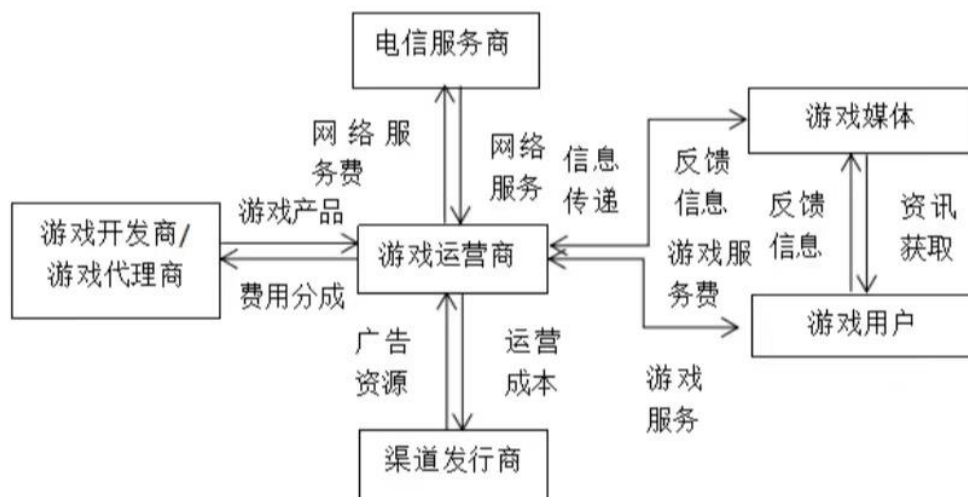 电信服务商
网络服
务费
网络
服务
信息
传递
反馈
信息
游戏媒体
反馈
信息
资讯
获取
游戏开发商/
游戏代理商
游戏产品
费用分成
游戏运营商
游戏服
务费
游戏用户
广告
资源
运营
成本
游戏
服务
渠道发行商